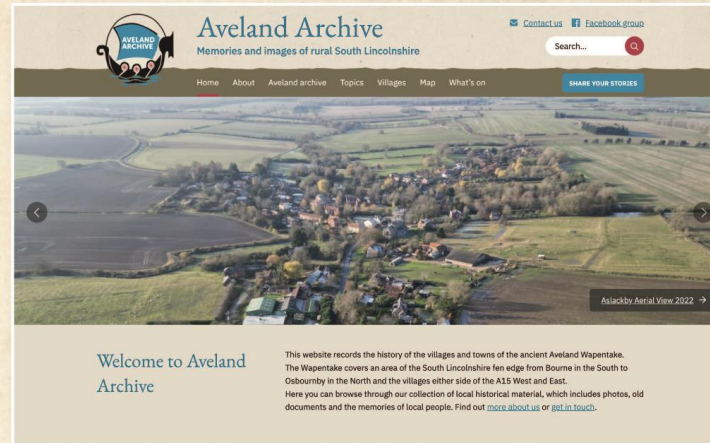 AVELAND
ARCHIVE
Aveland Archive
Memories and images of rural South Lincolnshire
Contact us
Facebook group
Search...
Home About Aveland archive Topics Villages Map What's on
SHARE YOUR STORIES
Aslackby Aerial View 2022 →
Welcome to Aveland
Archive
This website records the history of the villages and towns of the ancient Aveland Wapentake.
The Wapentake covers an area of the South Lincolnshire fen edge from Bourne in the South to
Osbournby in the North and the villages either side of the A15 West and East.
Here you can browse through our collection of local historical material, which includes photos, old
documents and the memories of local people. Find out more about us or get in touch.